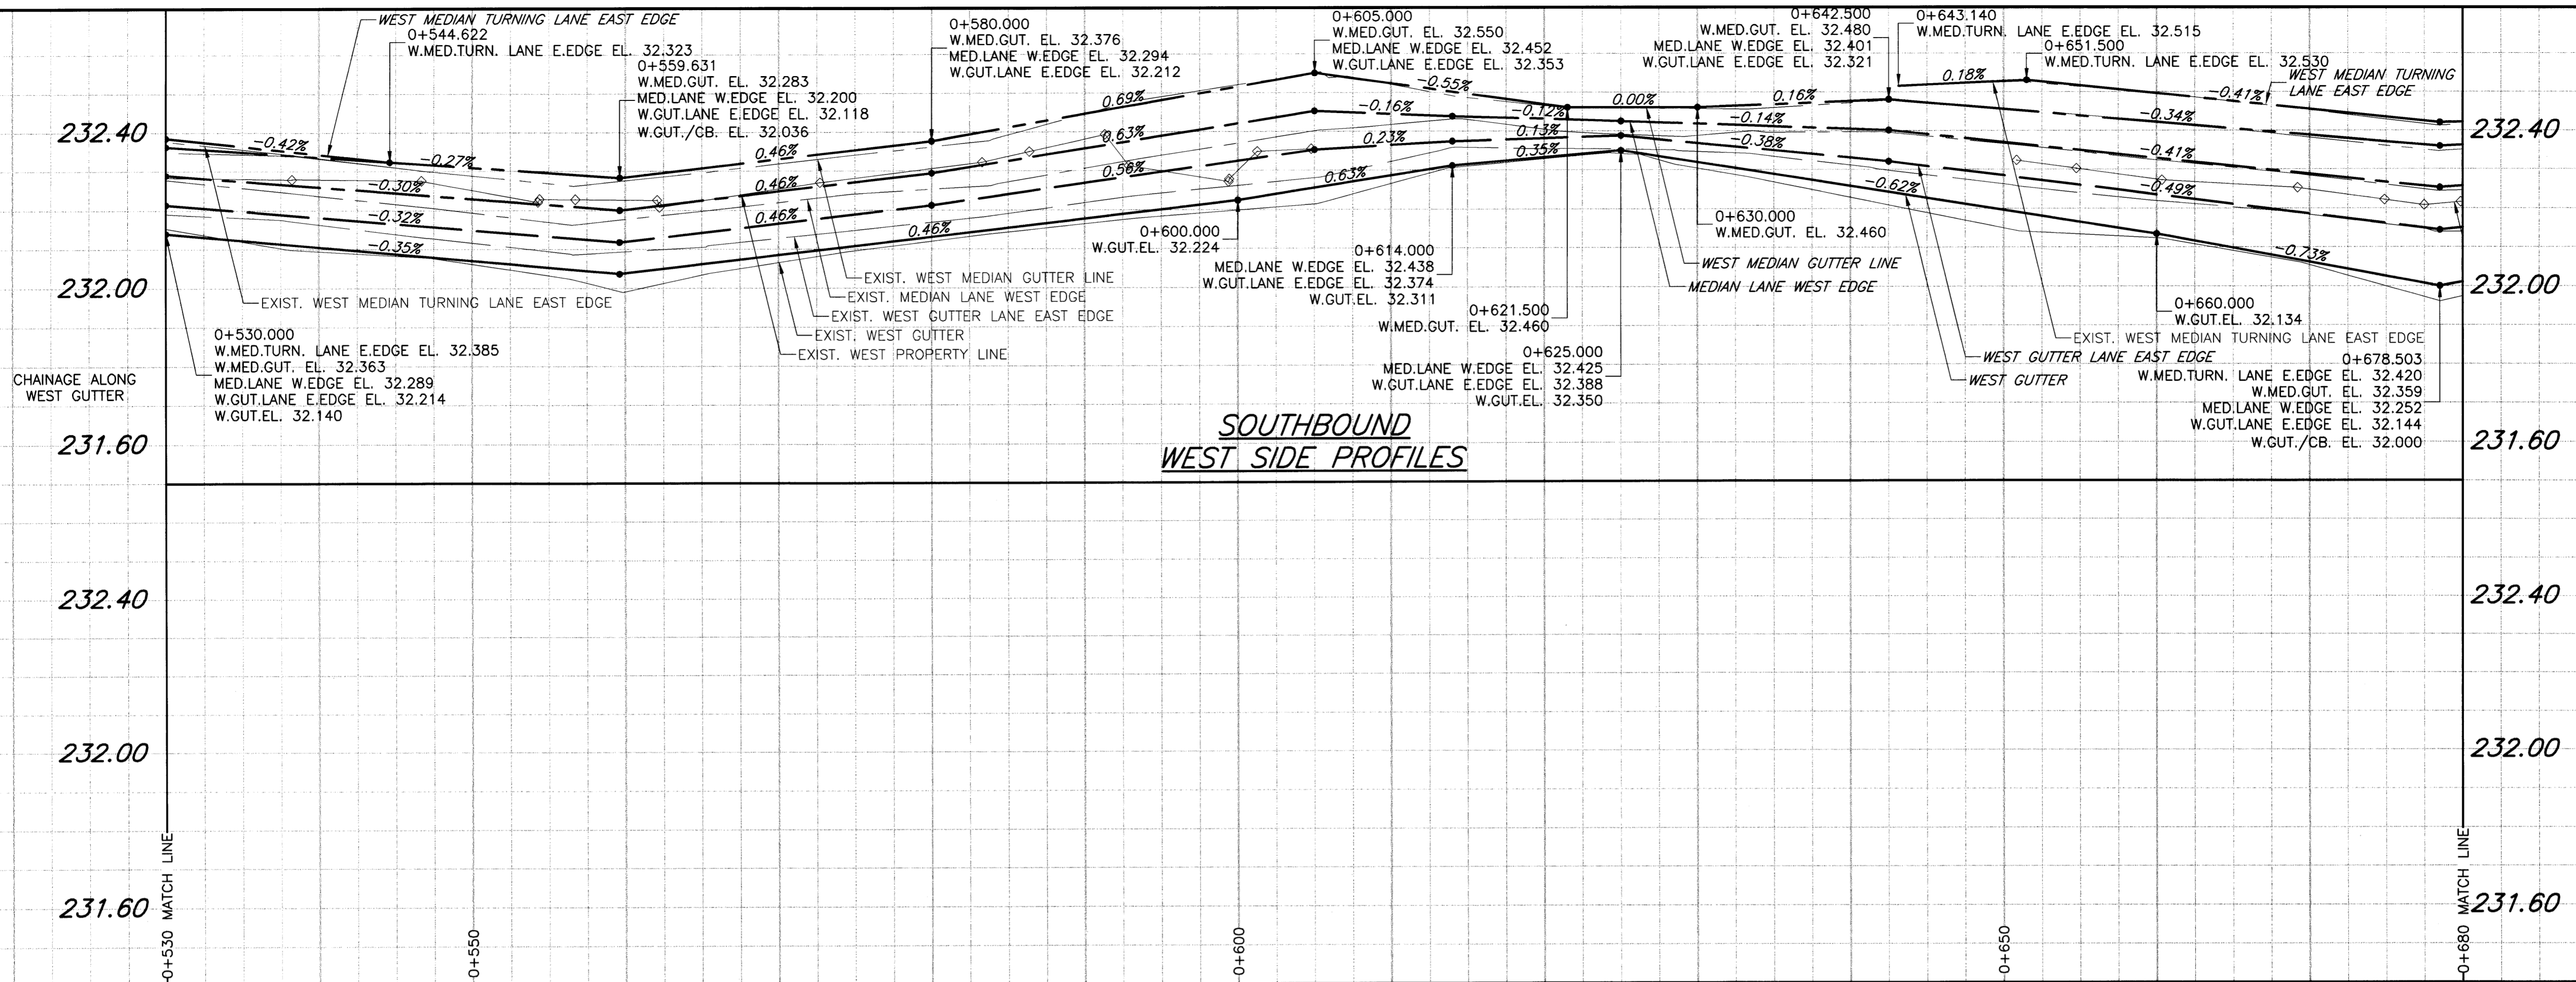 WEST MEDIAN TURNING LANE EAST EDGE
0+544.622
W.MED.TURN. LANE E.EDGE EL. 32.323
0+559.631
W.MED.GUT. EL. 32.283
MED.LANE W.EDGE EL. 32.200
W.GUT.LANE E.EDGE EL. 32.118
W.GUT./CB. EL. 32.036
0+580.000
W.MED.GUT. EL. 32.376
MED.LANE W.EDGE EL. 32.294
W.GUT.LANE E.EDGE EL. 32.212
0+605.000
W.MED.GUT. EL. 32.550
MED.LANE W.EDGE EL. 32.452
W.GUT.LANE E.EDGE EL. 32.353
0+642.500
W.MED.GUT. EL. 32.480
MED.LANE W.EDGE EL. 32.401
W.GUT.LANE E.EDGE EL. 32.321
0+643.140
W.MED.TURN. LANE E.EDGE EL. 32.515
0+651.500
W.MED.TURN. LANE E.EDGE EL. 32.530
WEST MEDIAN TURNING
LANE EAST EDGE
232.40
232.40
-0.42%
-0.27%
0.46%
0.69%
-0.55%
0.00%
0.16%
0.18%
-0.41%
-0.34%
-0.30%
0.46%
0.63%
-0.16%
-0.12%
-0.14%
-0.41%
-0.32%
0.46%
0.56%
0.23%
0.13%
-0.38%
-0.49%
-0.35%
0.46%
0.63%
0.35%
-0.62%
-0.73%
232.00
232.00
EXIST. WEST MEDIAN TURNING LANE EAST EDGE
EXIST. WEST MEDIAN GUTTER LINE
EXIST. MEDIAN LANE WEST EDGE
EXIST. WEST GUTTER LANE EAST EDGE
EXIST. WEST GUTTER
EXIST. WEST PROPERTY LINE
0+600.000
W.GUT.EL. 32.224
0+614.000
MED.LANE W.EDGE EL. 32.438
W.GUT.LANE E.EDGE EL. 32.374
W.GUT.EL. 32.311
0+621.500
W.MED.GUT. EL. 32.460
0+625.000
MED.LANE W.EDGE EL. 32.425
W.GUT.LANE E.EDGE EL. 32.388
W.GUT.EL. 32.350
0+630.000
W.MED.GUT. EL. 32.460
WEST MEDIAN GUTTER LINE
MEDIAN LANE WEST EDGE
0+660.000
W.GUT.EL. 32.134
EXIST. WEST MEDIAN TURNING LANE EAST EDGE
WEST GUTTER LANE EAST EDGE
WEST GUTTER
0+678.503
W.MED.TURN. LANE E.EDGE EL. 32.420
W.MED.GUT. EL. 32.359
MED.LANE W.EDGE EL. 32.252
W.GUT.LANE E.EDGE EL. 32.144
W.GUT./CB. EL. 32.000
0+530.000
W.MED.TURN. LANE E.EDGE EL. 32.385
W.MED.GUT. EL. 32.363
MED.LANE W.EDGE EL. 32.289
W.GUT.LANE E.EDGE EL. 32.214
W.GUT.EL. 32.140
CHAINAGE ALONG
WEST GUTTER
231.60
231.60
SOUTHBOUND
WEST SIDE PROFILES
232.40
232.40
232.00
232.00
231.60
231.60
0+530 MATCH LINE
0+550
0+600
0+650
0+680 MATCH LINE